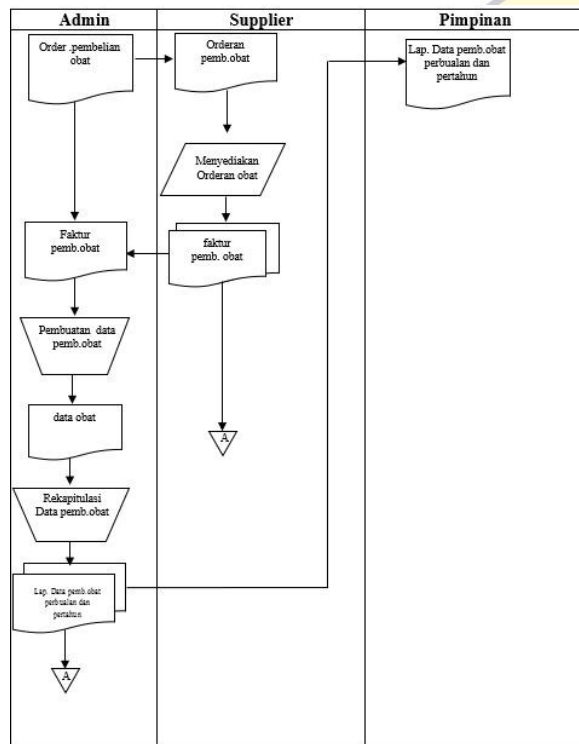 Admin
Supplier
Pimpinan
Order .pembelian
obat
Orderan
pemb.obat
Lap. Data pemb.obat
perbualan dan
pertahun
Menyediakan
Orderan obat
Faktur
pemb.obat
faktur
pemb. obat
Pembuatan data
pemb.obat
data obat
A
Rekapitulasi
Data pemb.obat
Lap. Data pemb.obat
perbualan dan
pertahun
A